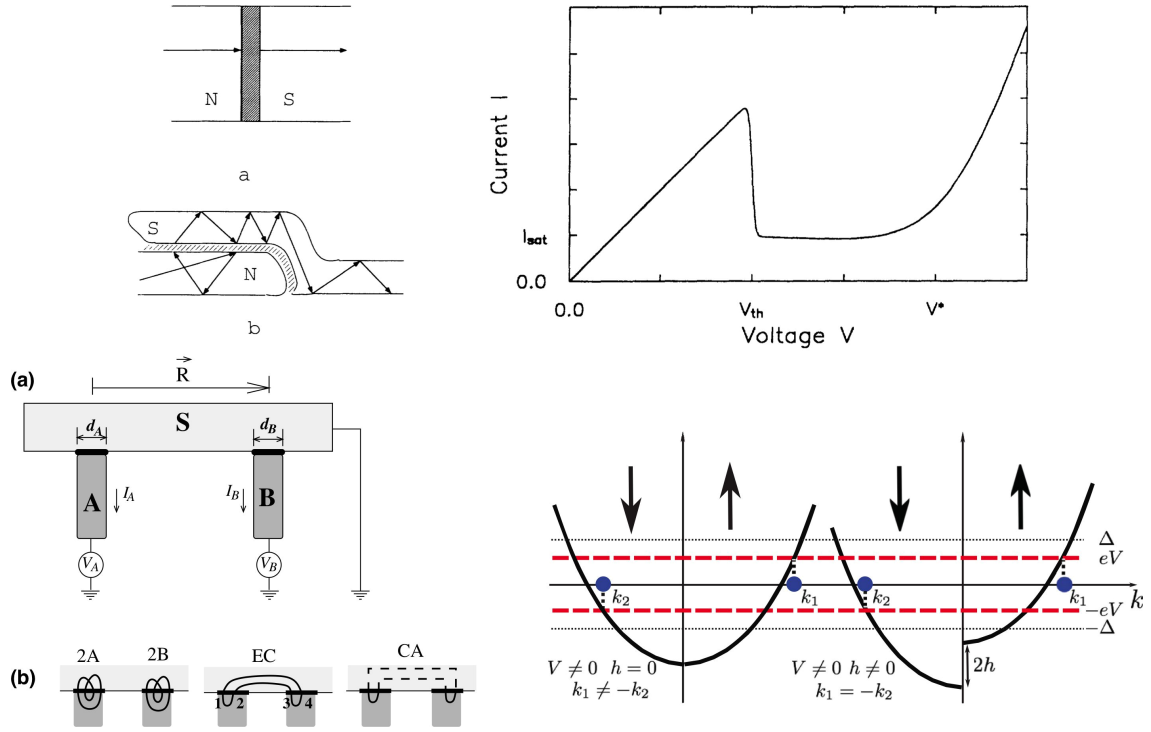 N S
a
S
N
b
Current I
I_sat
0.0
0.0 V_th V*
Voltage V
(a)
R⃗
S
d_A d_B
A I_A I_B B
V_A V_B
(b)
2A 2B EC CA
1 2 3 4
Δ
eV
k_2 k_1 k_2 k_1 k
−eV
−Δ
V ≠ 0 h = 0
k_1 ≠ −k_2
V ≠ 0 h ≠ 0
k_1 = −k_2
2h